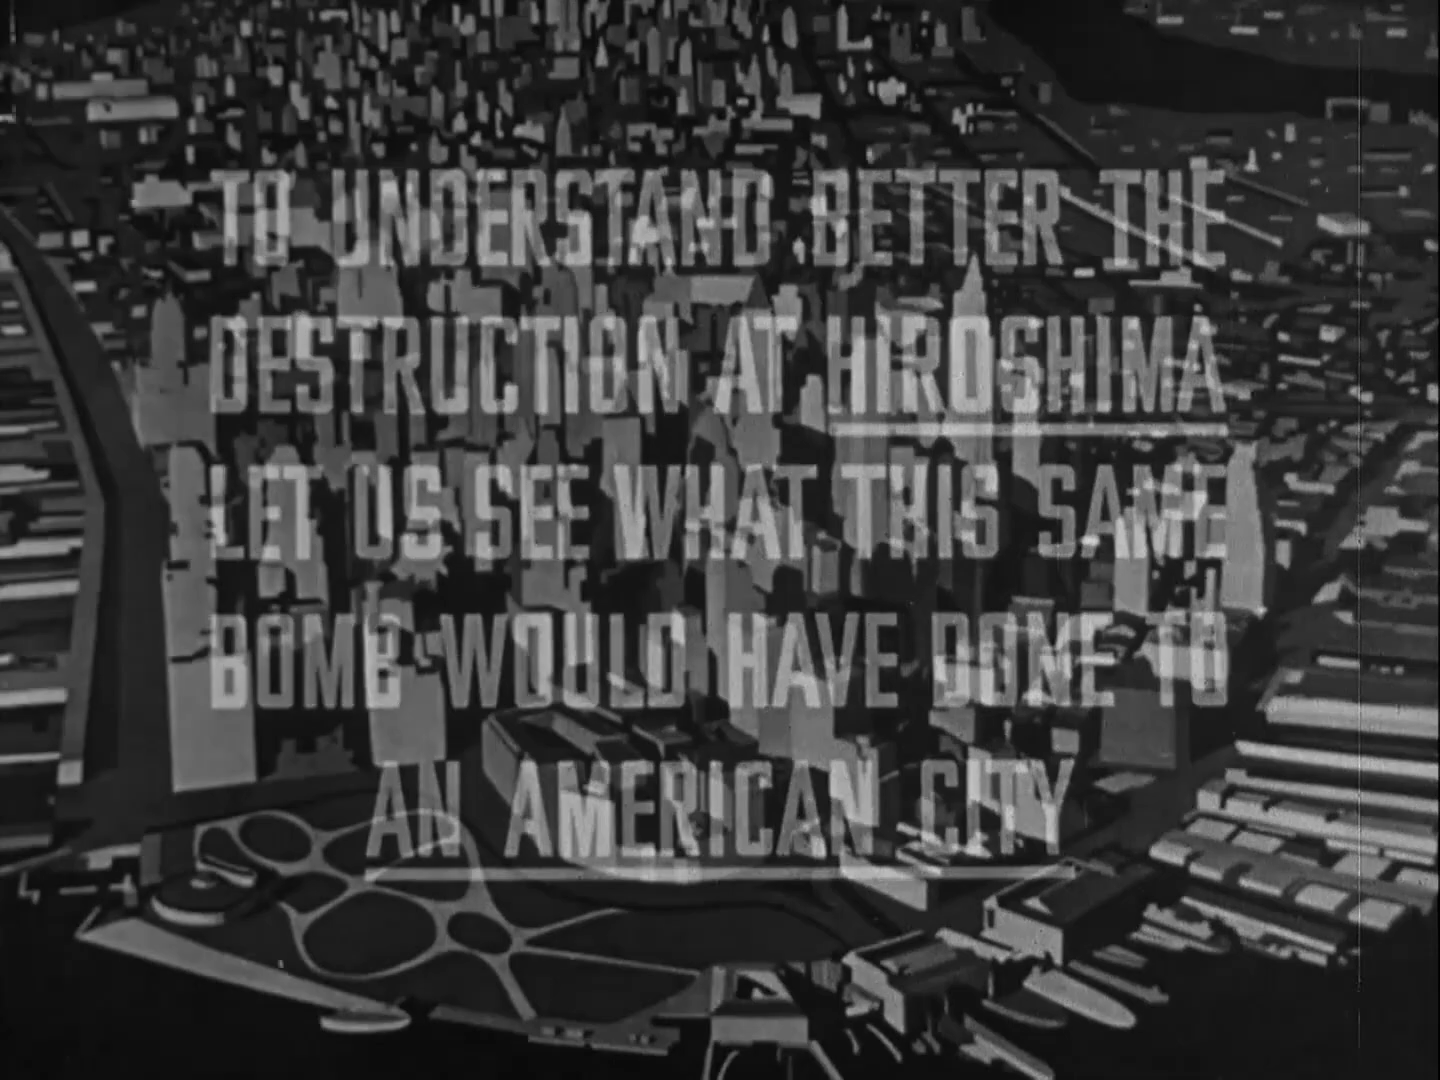 TO UNDERSTAND BETTER THE
DESTRUCTION AT HIROSHIMA
LET US SEE WHAT THIS SAME
BOMB WOULD HAVE DONE TO
AN AMERICAN CITY